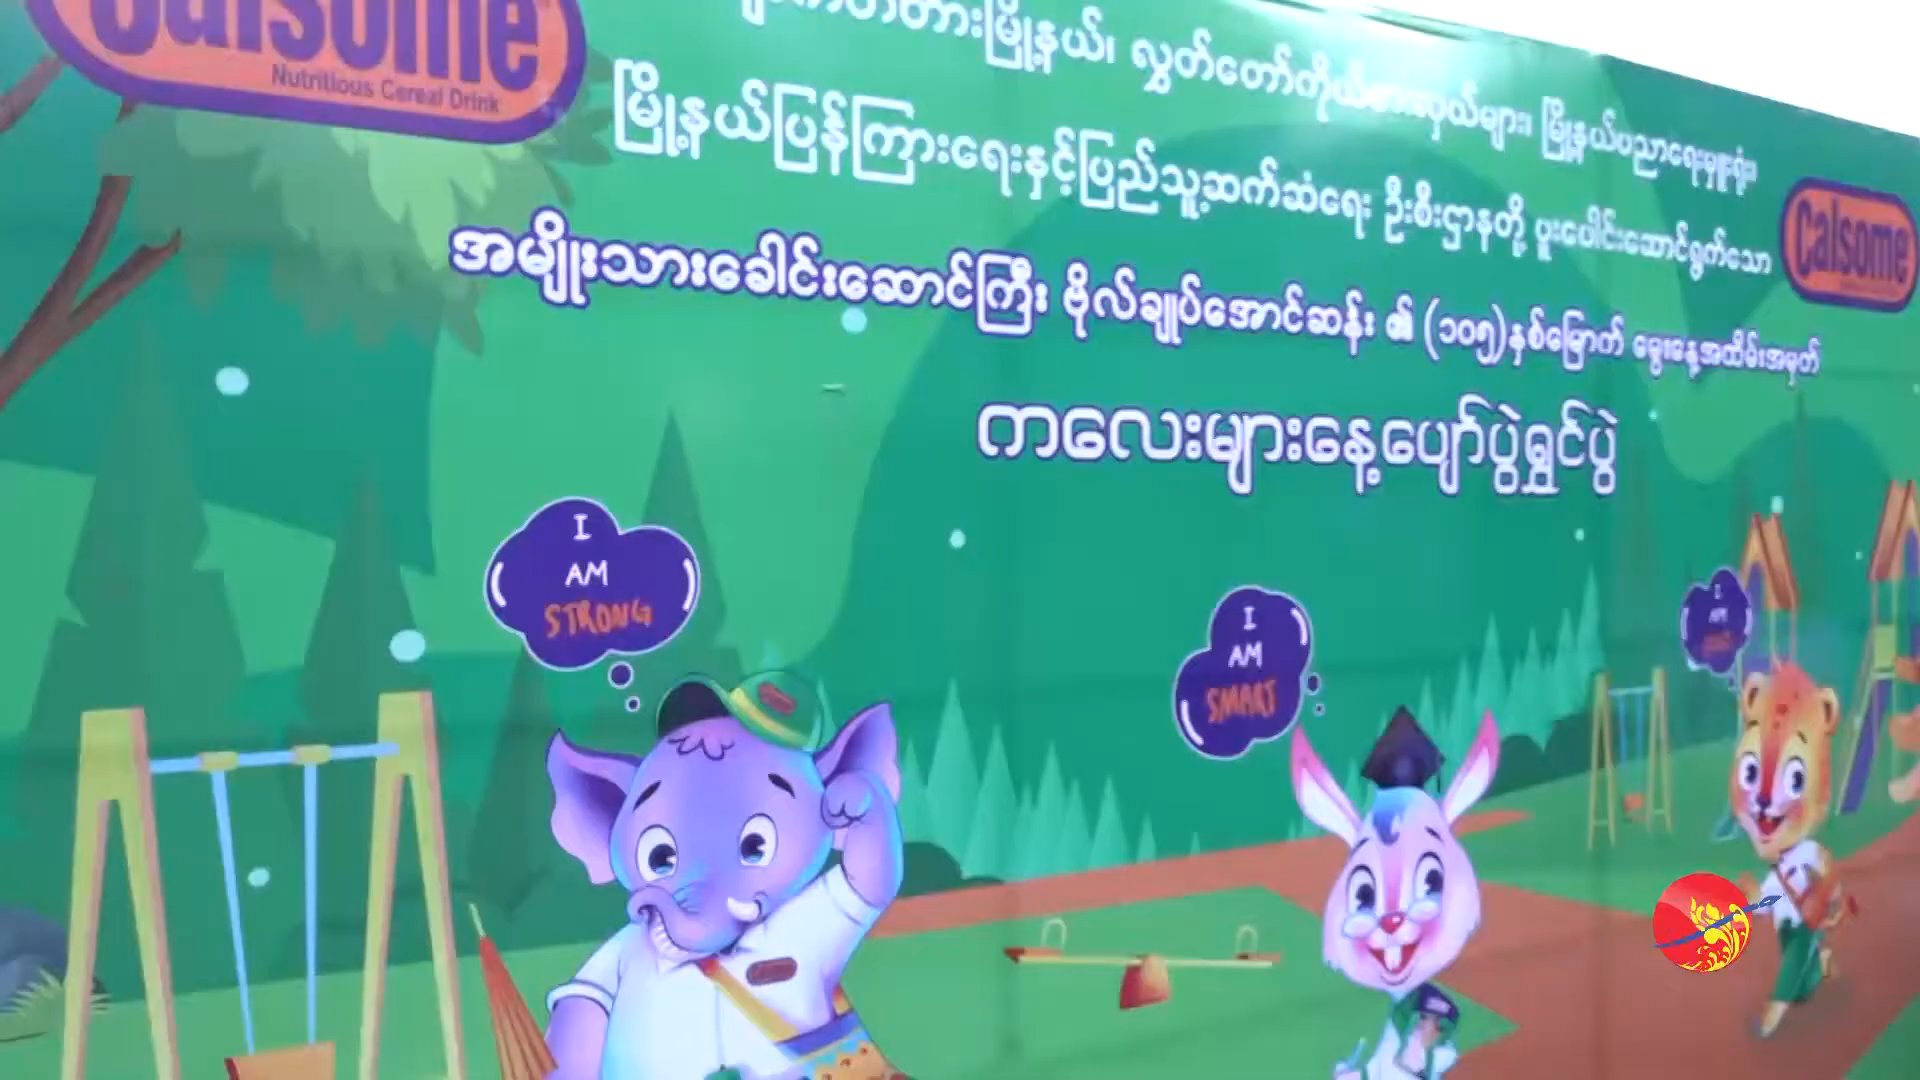 Calsome
Nutritious Cereal Drink
မြို့နယ်၊ လွှတ်တော်ကိုယ်စားလှယ်များ၊ မြို့နယ်ပညာရေးမှူးရုံး၊
မြို့နယ်ပြန်ကြားရေးနှင့်ပြည်သူ့ဆက်ဆံရေး ဦးစီးဌာနတို့ ပူးပေါင်းဆောင်ရွက်သော
Calsome
အမျိုးသားခေါင်းဆောင်ကြီး ဗိုလ်ချုပ်အောင်ဆန်း ၏ (၁၀၅)နှစ်မြောက် မွေးနေ့အထိမ်းအမှတ်
ကလေးများနေ့ပျော်ပွဲရွှင်ပွဲ
I
AM
STRONG
I
AM
SMART
I
AM